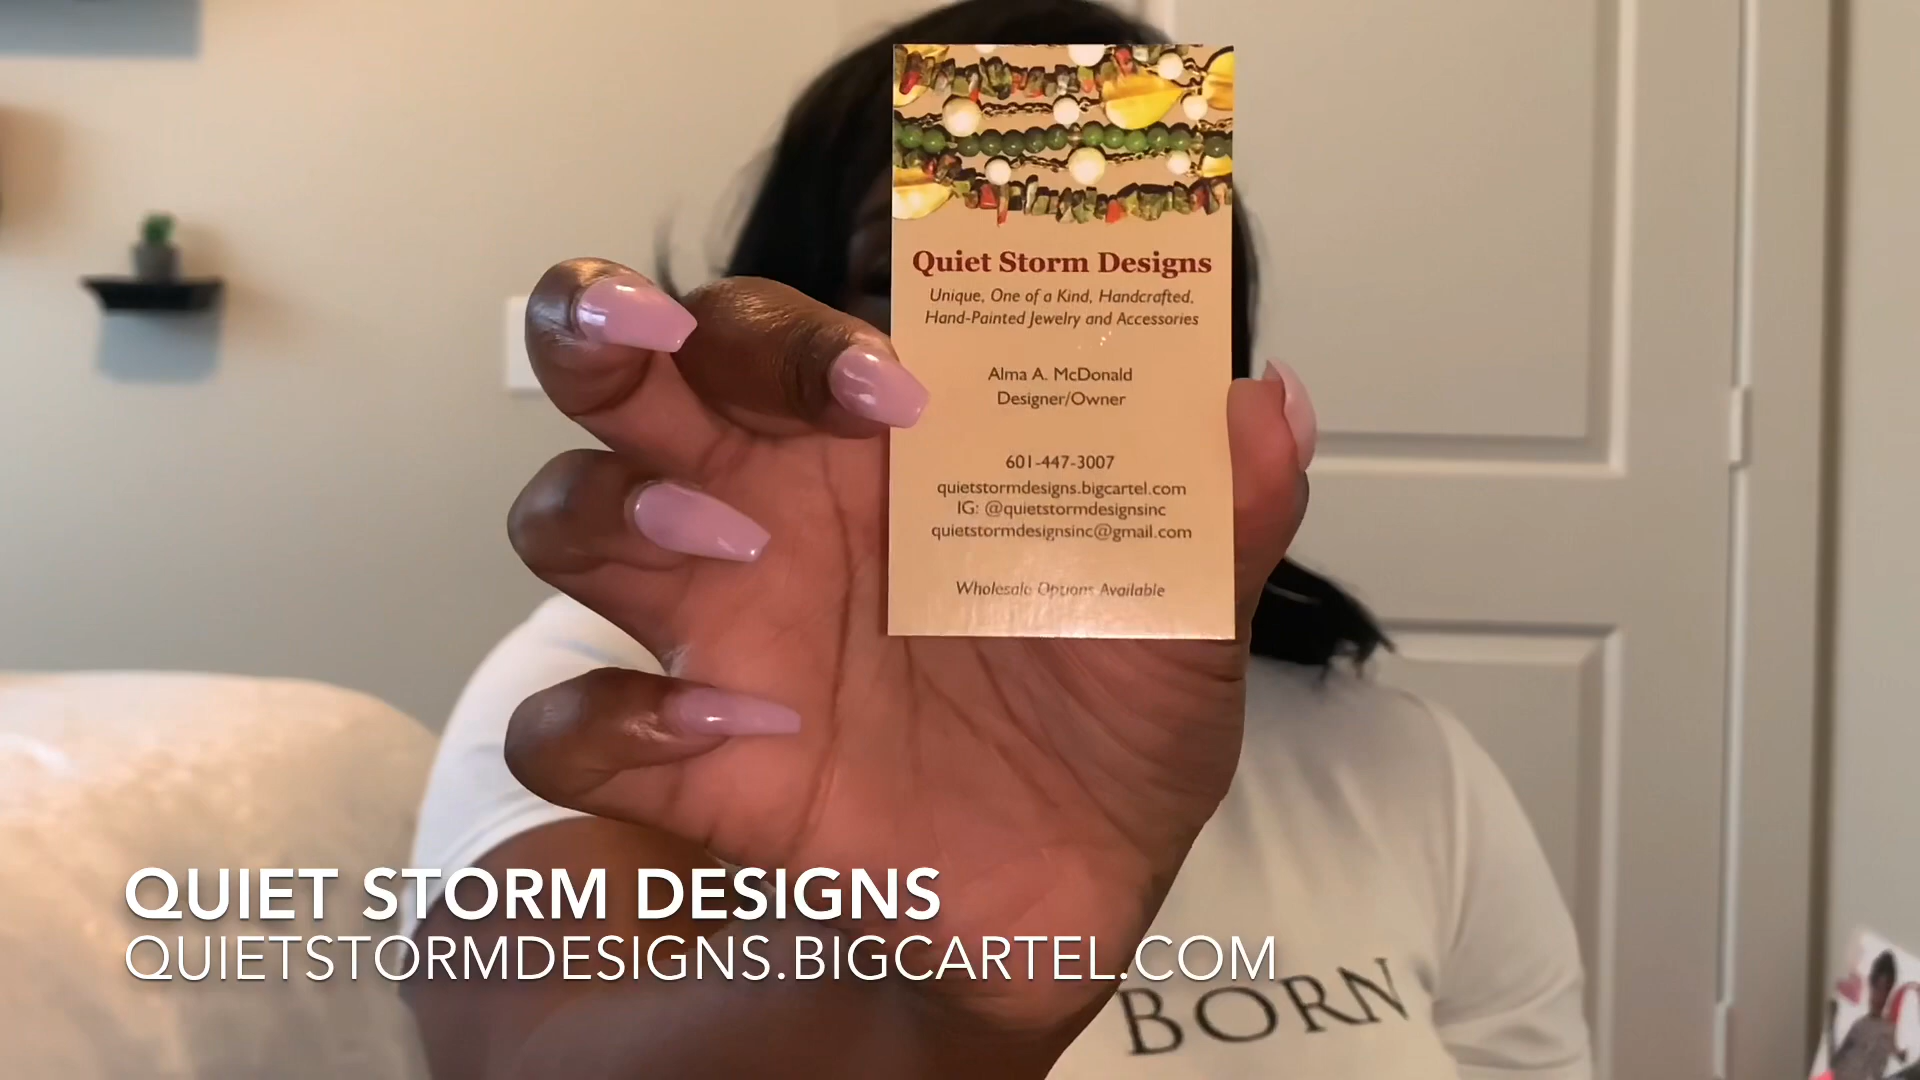 Quiet Storm Designs
Unique, One of a Kind, Handcrafted,
Hand-Painted Jewelry and Accessories
Alma A. McDonald
Designer/Owner
601-447-3007
quietstormdesigns.bigcartel.com
IG: @quietstormdesignsinc
quietstormdesignsinc@gmail.com
Wholesale Options Available
QUIET STORM DESIGNS
QUIETSTORMDESIGNS.BIGCARTEL.COM
BORN